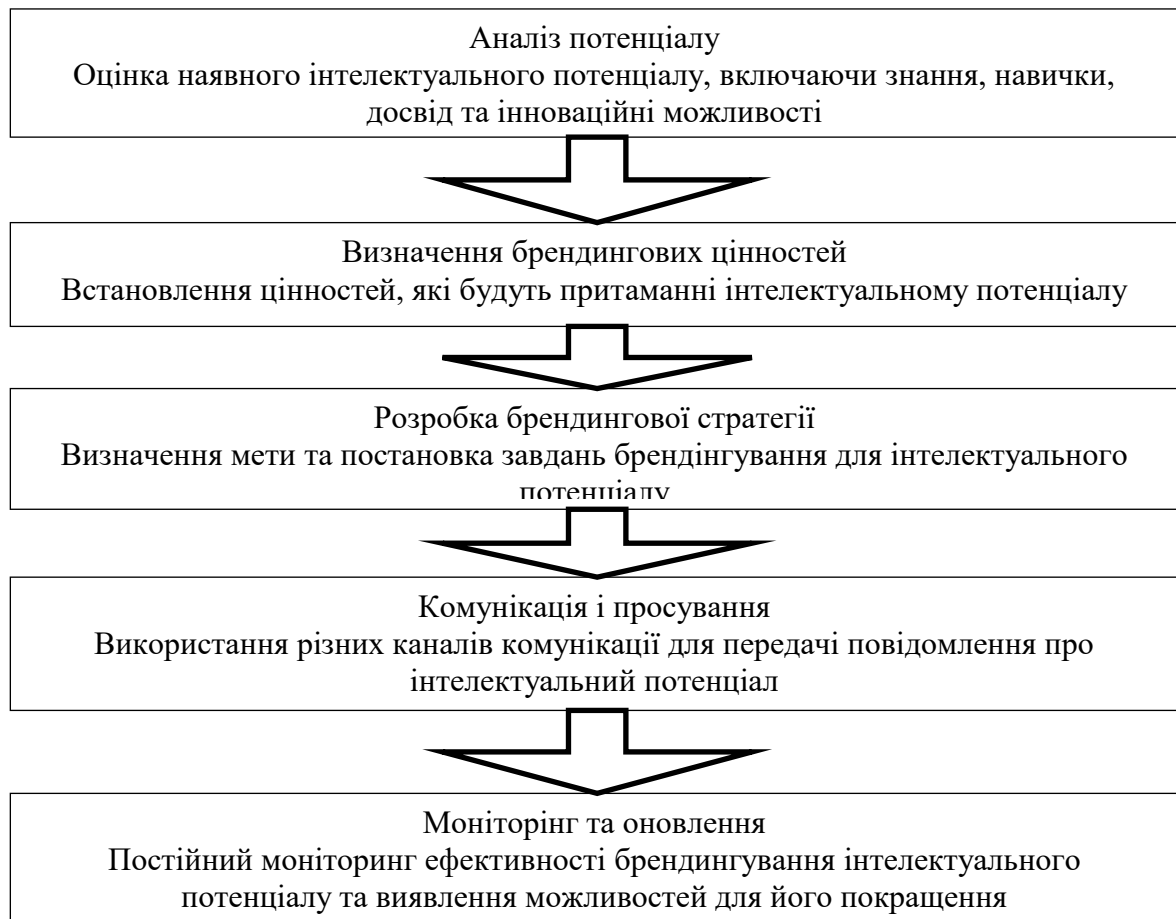 Аналіз потенціалу
Оцінка наявного інтелектуального потенціалу, включаючи знання, навички,
досвід та інноваційні можливості
Визначення брендингових цінностей
Встановлення цінностей, які будуть притаманні інтелектуальному потенціалу
Розробка брендингової стратегії
Визначення мети та постановка завдань брендінгування для інтелектуального
потенціалу
Комунікація і просування
Використання різних каналів комунікації для передачі повідомлення про
інтелектуальний потенціал
Моніторінг та оновлення
Постійний моніторинг ефективності брендингування інтелектуального
потенціалу та виявлення можливостей для його покращення